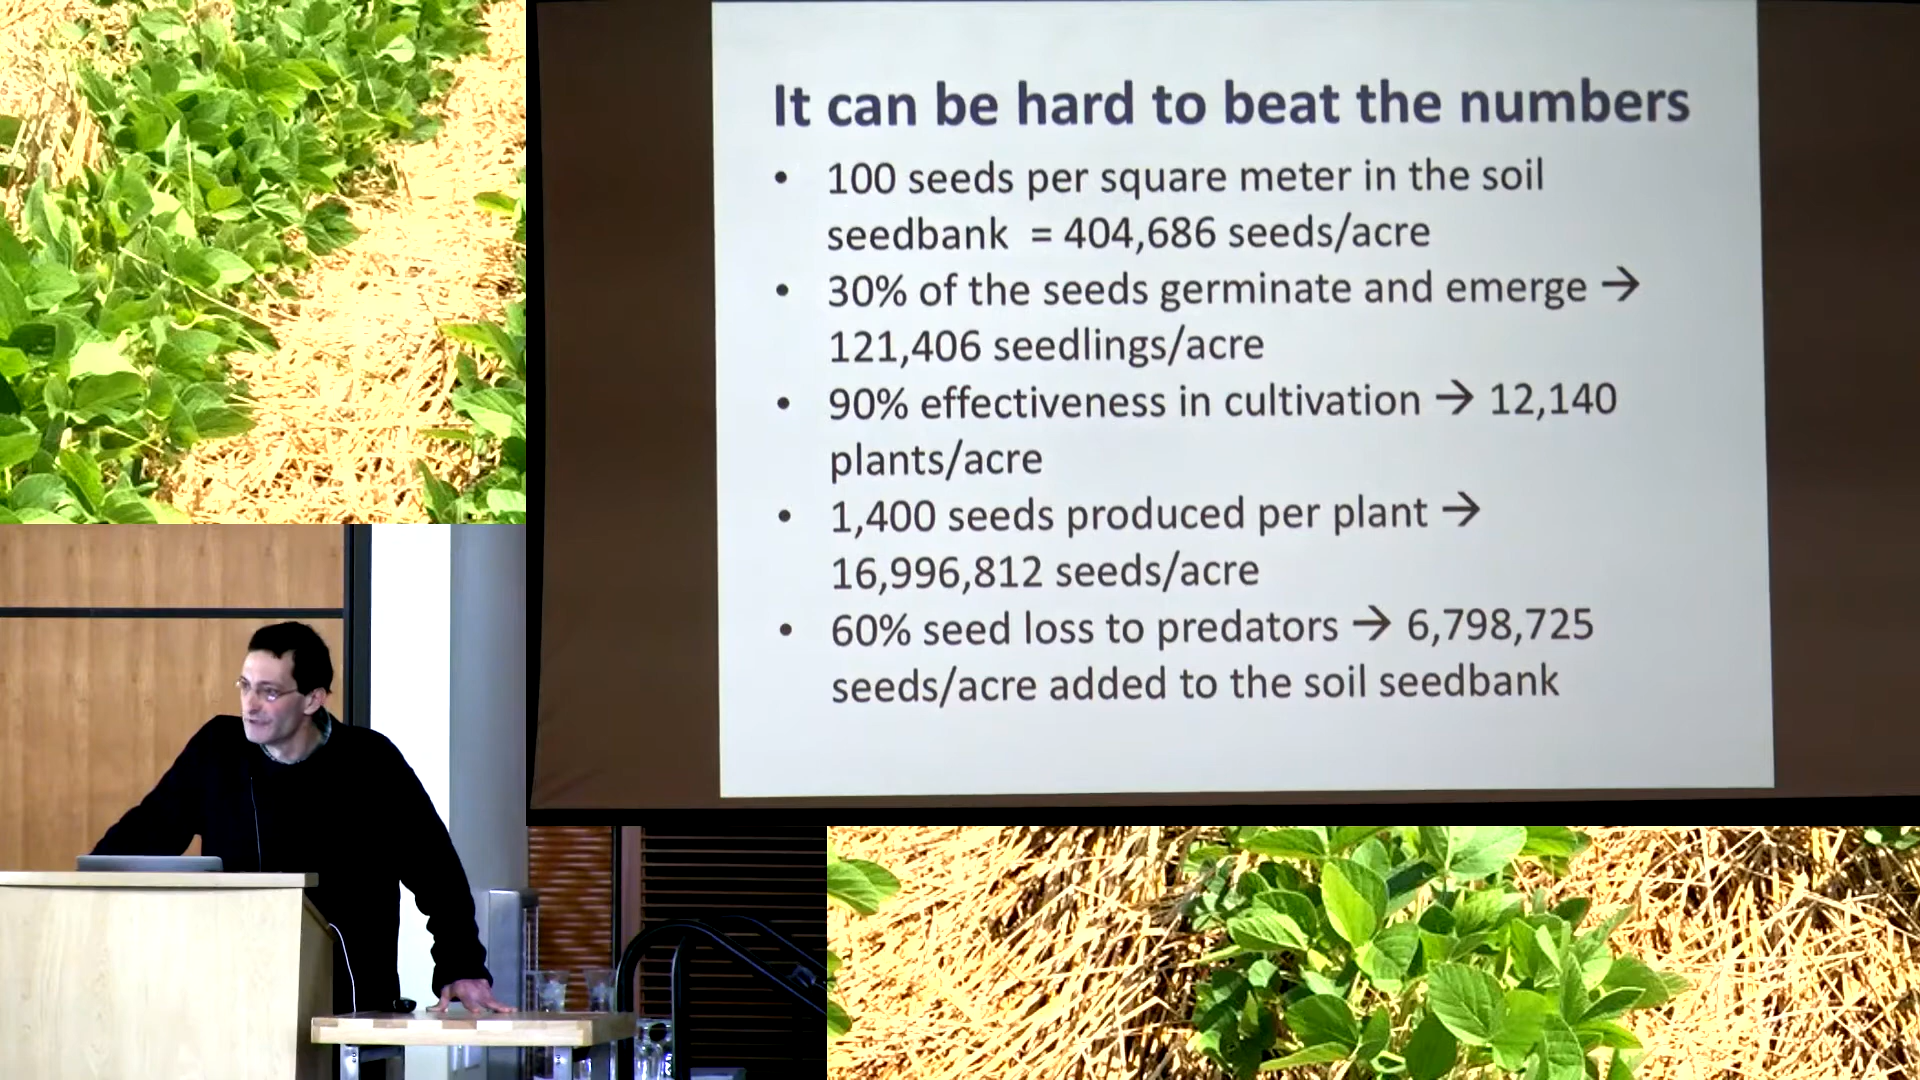 It can be hard to beat the numbers
• 100 seeds per square meter in the soil
seedbank = 404,686 seeds/acre
• 30% of the seeds germinate and emerge →
121,406 seedlings/acre
• 90% effectiveness in cultivation → 12,140
plants/acre
• 1,400 seeds produced per plant →
16,996,812 seeds/acre
• 60% seed loss to predators → 6,798,725
seeds/acre added to the soil seedbank